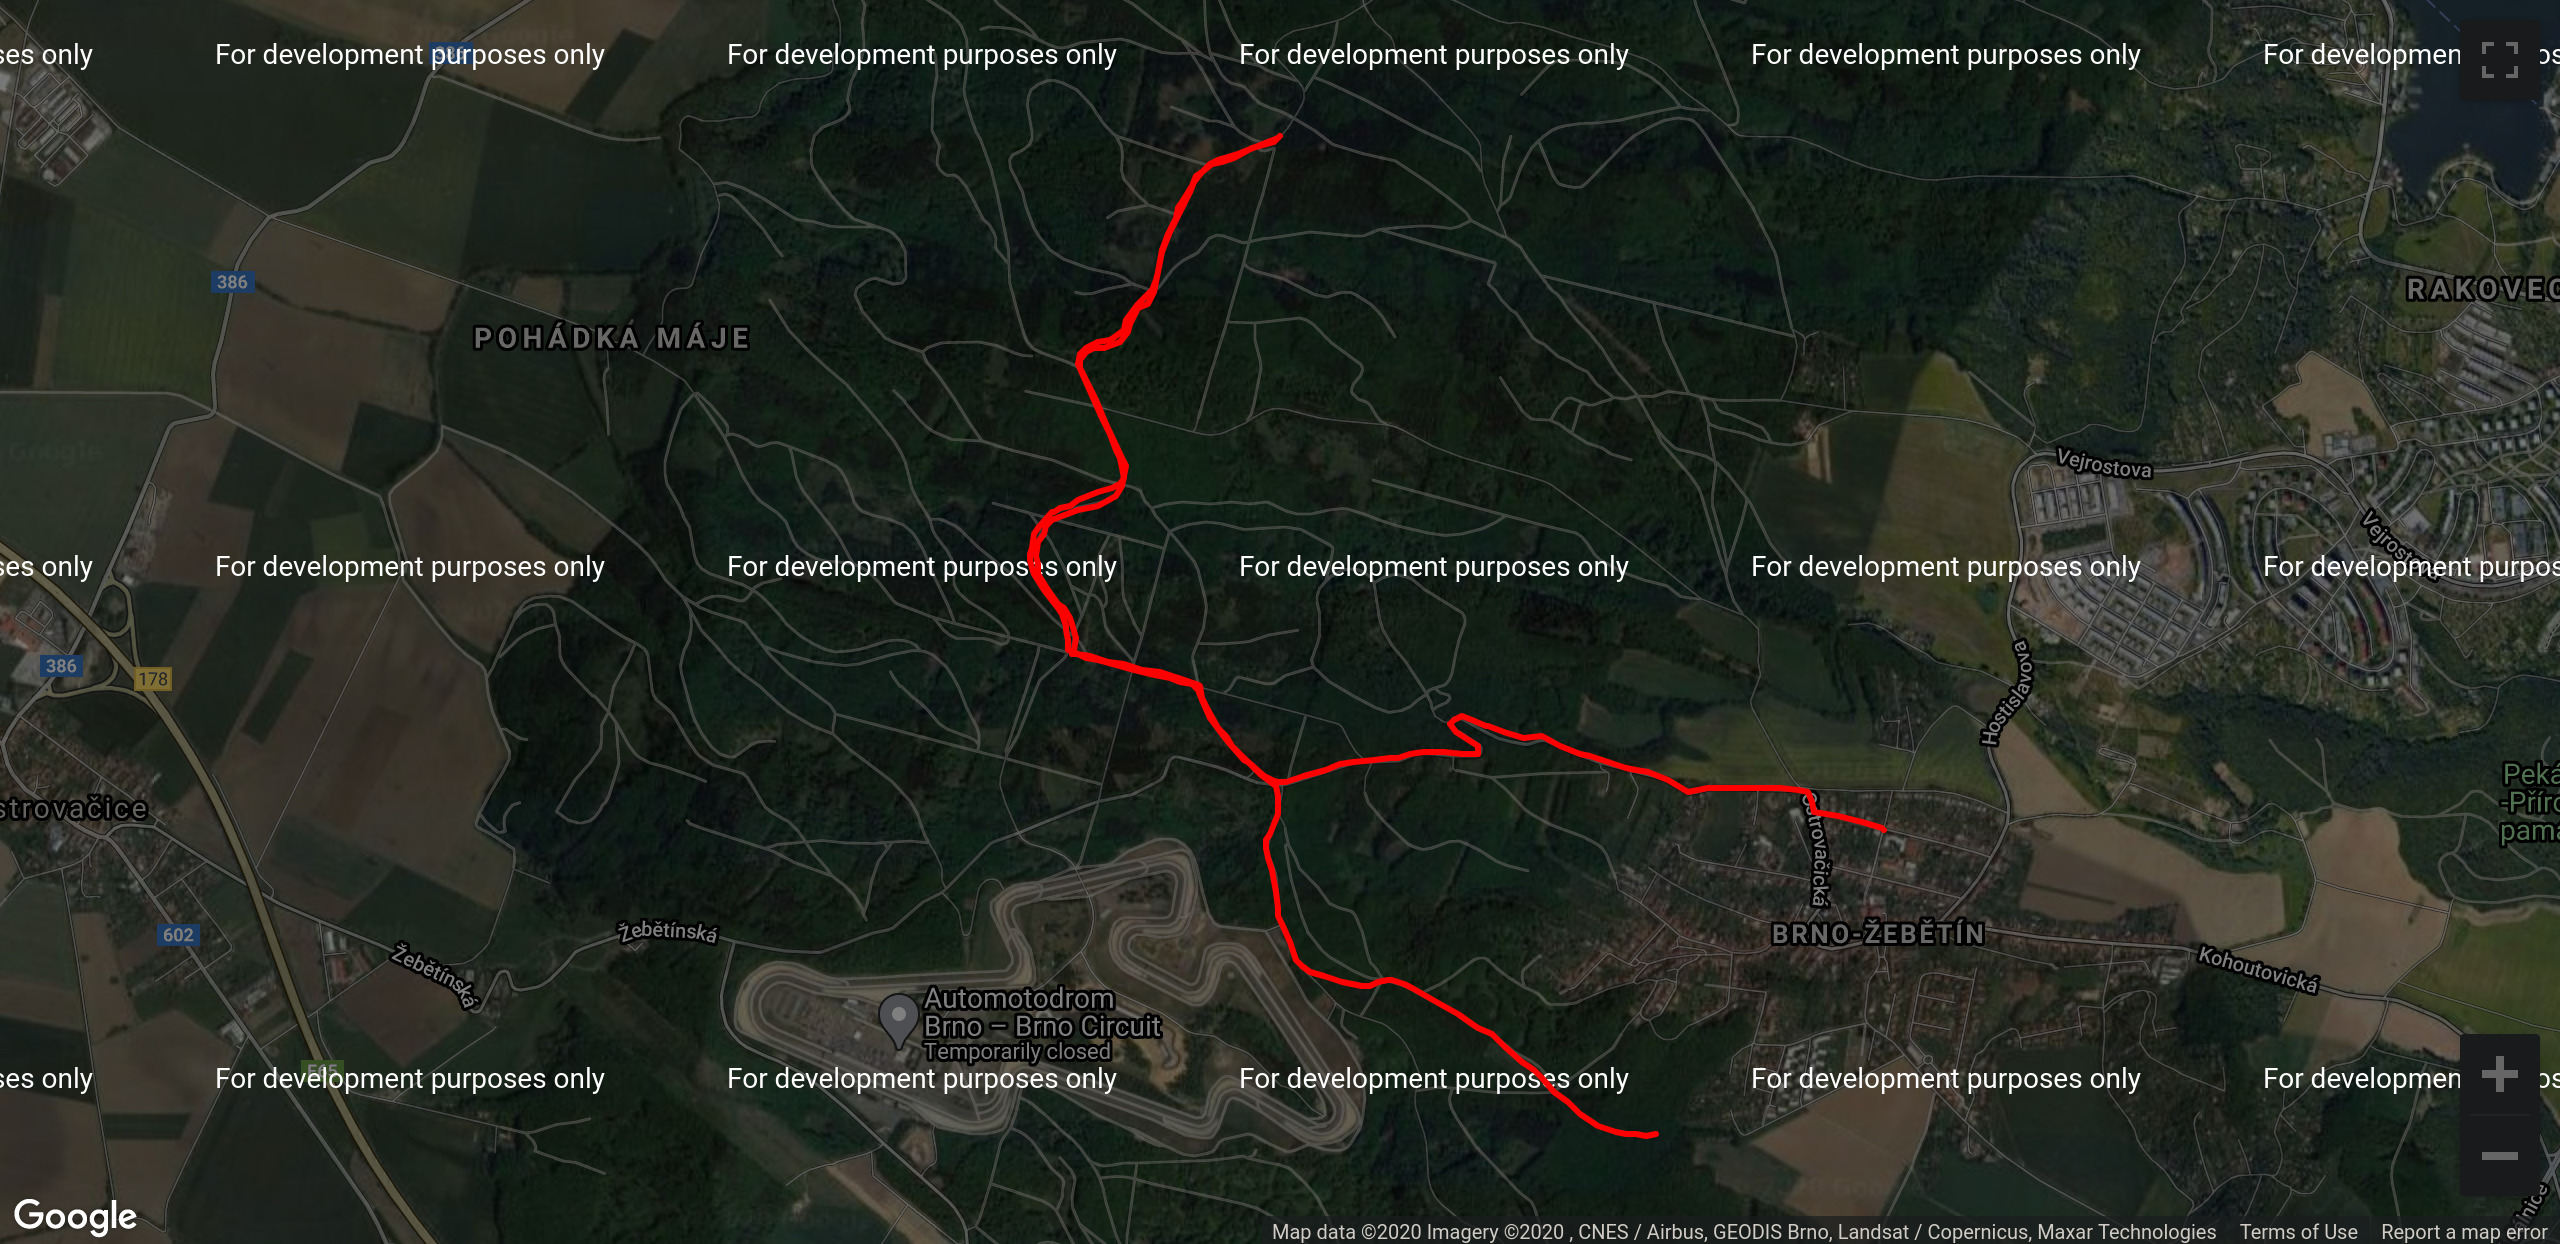 ses only
For development purposes only
For development purposes only
For development purposes only
For development purposes only
For developmen
386
RAKOVEC
POHÁDKÁ MÁJE
Google
Vejrostova
Vejrostova
ses only
For development purposes only
For development purposes only
For development purposes only
For development purposes only
For development purpos
386
178
Hostislavova
Peká
-Příro
pamá
strovačice
Ostrovačická
602
Žebětínská
Žebětínská
BRNO-ŽEBĚTÍN
Kohoutovická
Automotodrom
Brno – Brno Circuit
Temporarily closed
E65
ses only
For development purposes only
For development purposes only
For development purposes only
For development purposes only
For developmen
Google
Map data ©2020 Imagery ©2020 , CNES / Airbus, GEODIS Brno, Landsat / Copernicus, Maxar Technologies
Terms of Use
Report a map error